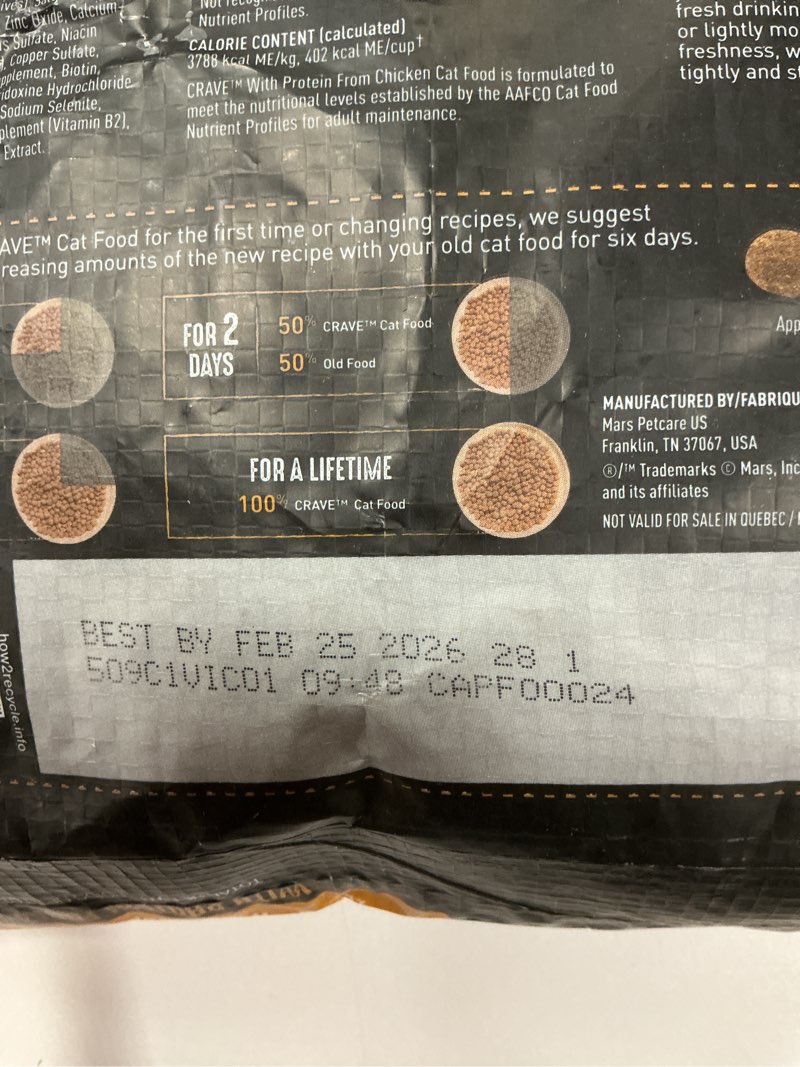 Zinc Oxide, Calcium
Sulfate, Niacin
Copper Sulfate,
Biotin,
Hydrochloride
Sodium Selenite,
(Vitamin B2),
Extract.
Nutrient Profiles.
CALORIE CONTENT (calculated)
3788 kcal ME/kg, 402 kcal ME/cup†
CRAVE™ With Protein From Chicken Cat Food is formulated to
meet the nutritional levels established by the AAFCO Cat Food
Nutrient Profiles for adult maintenance.
fresh drinkin
or lightly mo
freshness, w
tightly and st
AVE™ Cat Food for the first time or changing recipes, we suggest
reasing amounts of the new recipe with your old cat food for six days.
FOR 2
DAYS
50% CRAVE™ Cat Food
50% Old Food
FOR A LIFETIME
100% CRAVE™ Cat Food
App
MANUFACTURED BY/FABRIQU
Mars Petcare US
Franklin, TN 37067, USA
®/™ Trademarks © Mars, Inc
and its affiliates
NOT VALID FOR SALE IN QUEBEC /
how2recycle.info
BEST BY FEB 25 2026 28 1
509C1V1C01 09:48 CAPF00024